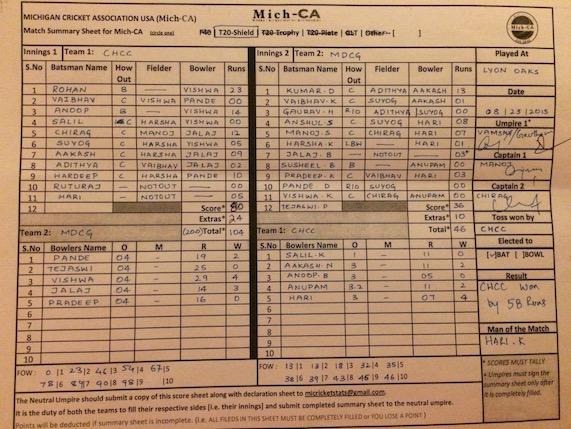 MICHIGAN CRICKET ASSOCIATION USA (Mich-CA) Mich-CA
Match Summary Sheet for Mich-CA (circle one) F40 | T20-Shield | T20-Trophy | T20-Plate | CLT | Other- [ ]
Innings 1 Team 1: CHCC
S.No Batsman Name How Out Fielder Bowler Runs
1 ROHAN B — VISHWA 23
2 VAIBHAV C VISHWA PANDE 00
3 ANOOP B — VISHWA 14
4 SALIL C HARSHA VISHWA 00
5 CHIRAG C MANOJ JALAJ 12
6 SUYOG C HARSHA VISHWA 05
7 AAKASH C HARSHA JALAJ 09
8 ADITHYA C VAIBHAV JALAJ 02
9 HARDEEP C HARSHA PANDE 10
10 RUTURAJ — NOTOUT — 00
11 HARI — NOTOUT — 05
12 Score* 80
Extras* 24
Team 2: MDCG (20O) Total* 104
S.No Bowlers Name O M R W
1 PANDE 04 — 19 2
2 TEJASWI 04 — 25 0
3 VISHWA 04 — 29 4
4 JALAJ 04 — 14 3
5 PRADEEP 04 — 16 0
6
7
8
9
10
FOW: 0 |1 23|2 46|3 54|4 67|5
78|6 89|7 90|8 98|9 |10
Innings 2 Team 2: MDCG
S.No Batsman Name How Out Fielder Bowler Runs
1 KUMAR-D C ADITHYA AAKASH 13
2 VAIBHAV-K C SUYOG AAKASH 01
3 GAURAV-H R/O ADITHYA SUYOG 00
4 ANSHUL S C SUYOG HARI 08
5 MANOJ.S C CHIRAG HARI 07
6 HARSHA-K LBW — HARI 01
7 JALAJ.B — NOTOUT — 03*
8 SUSHEEL B B — ANUPAM 00
9 PRADEEP-K C VAIBHAV HARI 03
10 PANDE D R/O SUYOG 00
11 VISHWA-K C CHIRAG ANUPAM 00
12 TEJASWI-P Score* 36
Extras* 10
Team 1: CHCC Total* 46
S.No Bowlers Name O M R W
1 SALIL-K 1 — 11 0
2 AAKASH-N 3 — 11 2
3 ANOOP.B 3 — 05 0
4 ANUPAM 3.2 — 11 2
5 HARI 3 — 07 4
6
7
8
9
10
FOW: 13|1 13|2 18|3 32|4 35|5
38|6 39|7 43|8 45|9 46|10
Played At
LYON OAKS
Date
08|23|2015
Umpire 1*
Captain 1
MANOJ
Captain 2
CHIRAG
Toss won by
CHCC
Elected to
[✓]BAT | [ ]BOWL
Result
CHCC Won
by 58 Runs
Man of the Match
HARI.K
* SCORES MUST TALLY
* Umpires must sign the summary sheet only after it is completely filled.
The Neutral Umpire should submit a copy of this score sheet along with declaration sheet to micricketstats@gmail.com.
It is the duty of both the teams to fill their respective sides (i.e. their innings) and submit completed summary sheet to the neutral umpire.
Points will be deducted if summary sheet is incomplete. (i.e. ALL FILEDS IN THIS SHEET MUST BE COMPLETELY FILLED or YOU LOSE A POINT)